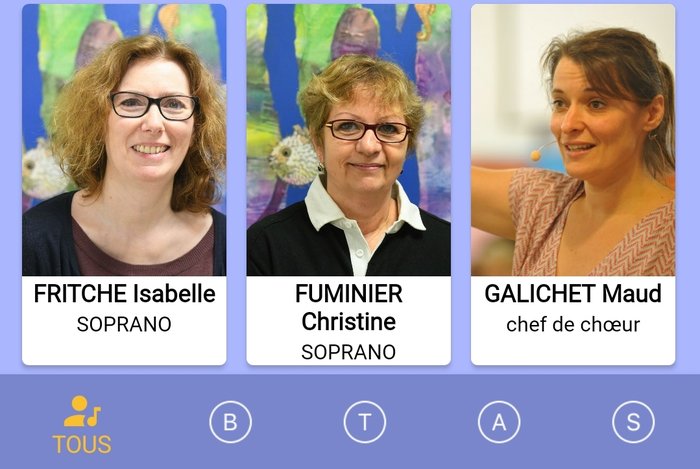 FRITCHE Isabelle
SOPRANO
FUMINIER
Christine
SOPRANO
GALICHET Maud
chef de chœur
TOUS
B
T
A
S